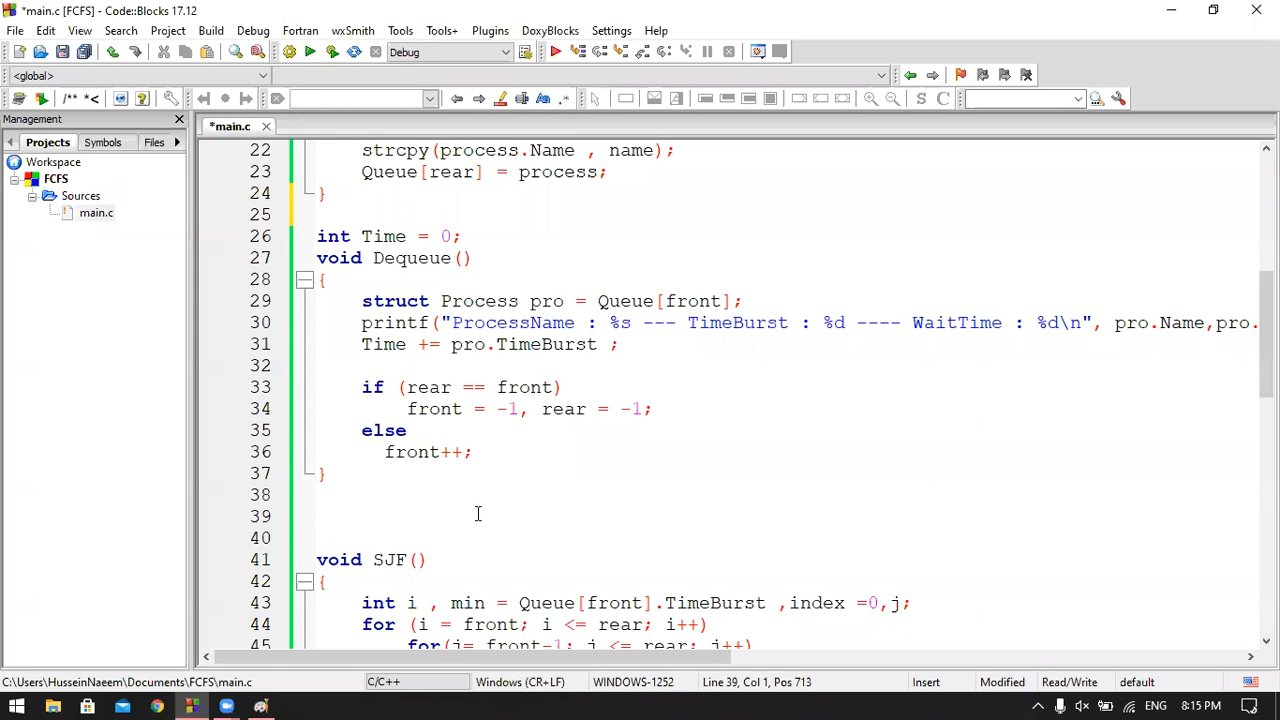 *main.c [FCFS] - Code::Blocks 17.12
File Edit View Search Project Build Debug Fortran wxSmith Tools Tools+ Plugins DoxyBlocks Settings Help
Debug
<global>
/** *< S C
Management
*main.c
Projects Symbols Files
Workspace
FCFS
Sources
main.c
22 strcpy(process.Name , name);
23 Queue[rear] = process;
24 }
25
26 int Time = 0;
27 void Dequeue()
28 {
29 struct Process pro = Queue[front];
30 printf("ProcessName : %s --- TimeBurst : %d ---- WaitTime : %d\n", pro.Name,pro.
31 Time += pro.TimeBurst ;
32
33 if (rear == front)
34 front = -1, rear = -1;
35 else
36 front++;
37 }
38
39
40
41 void SJF()
42 {
43 int i , min = Queue[front].TimeBurst ,index =0,j;
44 for (i = front; i <= rear; i++)
45 for(j= front-1; j <= rear; j++)
C:\Users\HusseinNaeem\Documents\FCFS\main.c C/C++ Windows (CR+LF) WINDOWS-1252 Line 39, Col 1, Pos 713 Insert Modified Read/Write default
ENG 8:15 PM